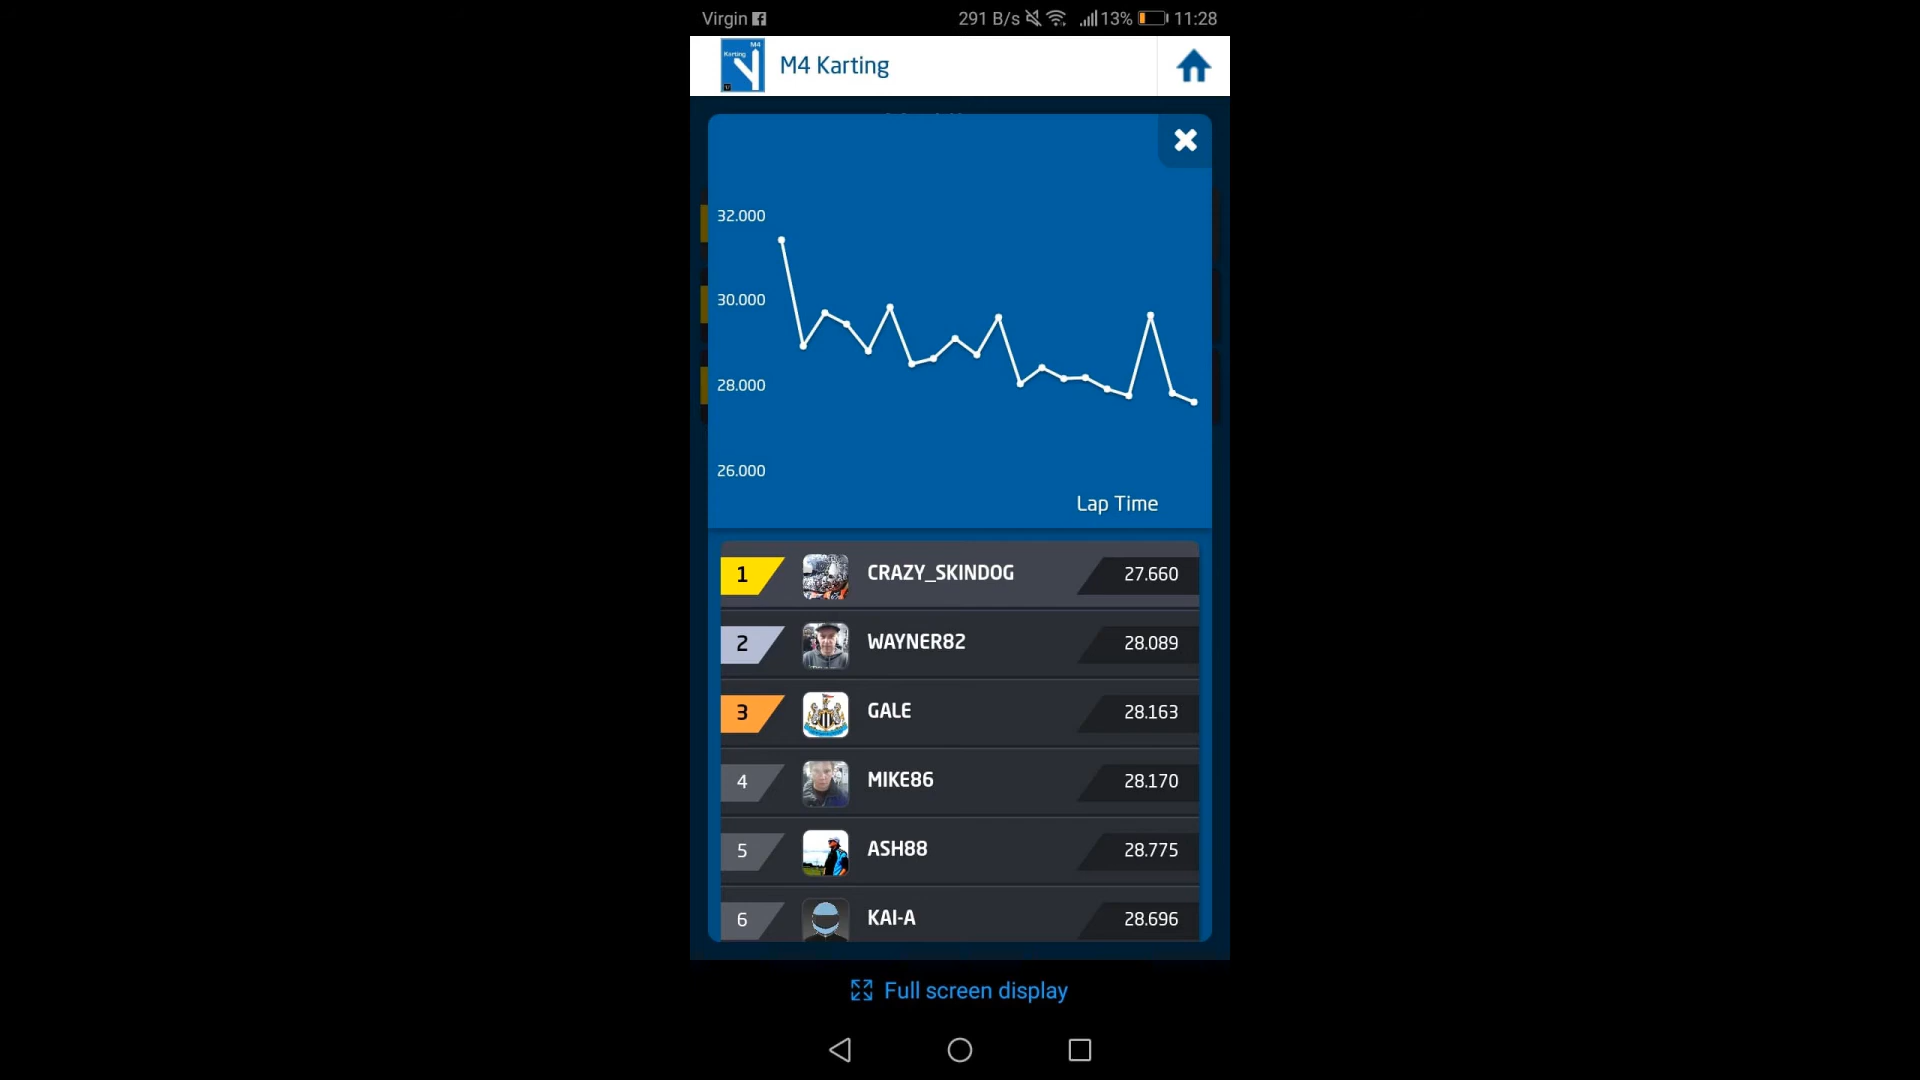 Virgin 291 B/s 13% 11:28
M4
Karting
M4 Karting
32.000
30.000
28.000
26.000
Lap Time
1 CRAZY_SKINDOG 27.660
2 WAYNER82 28.089
3 GALE 28.163
4 MIKE86 28.170
5 ASH88 28.775
6 KAI-A 28.696
Full screen display